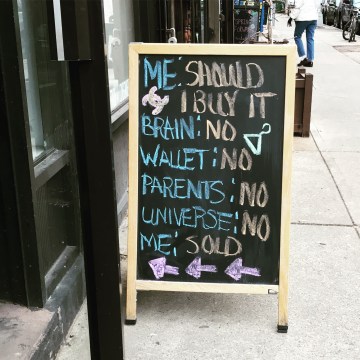 ME: SHOULD
I BUY IT
BRAIN: NO
WALLET: NO
PARENTS: NO
UNIVERSE: NO
ME: SOLD